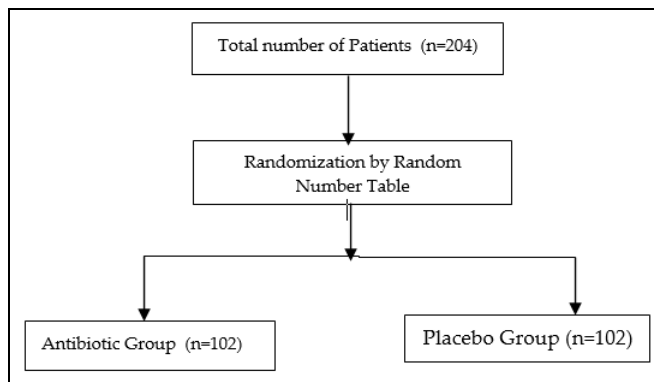 Total number of Patients (n=204)
Randomization by Random
Number Table
Antibiotic Group (n=102)
Placebo Group (n=102)